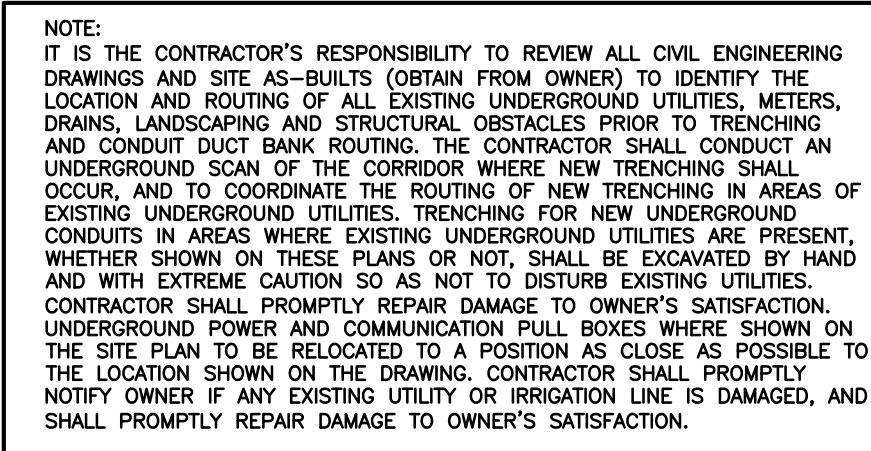 NOTE:
IT IS THE CONTRACTOR'S RESPONSIBILITY TO REVIEW ALL CIVIL ENGINEERING
DRAWINGS AND SITE AS-BUILTS (OBTAIN FROM OWNER) TO IDENTIFY THE
LOCATION AND ROUTING OF ALL EXISTING UNDERGROUND UTILITIES, METERS,
DRAINS, LANDSCAPING AND STRUCTURAL OBSTACLES PRIOR TO TRENCHING
AND CONDUIT DUCT BANK ROUTING. THE CONTRACTOR SHALL CONDUCT AN
UNDERGROUND SCAN OF THE CORRIDOR WHERE NEW TRENCHING SHALL
OCCUR, AND TO COORDINATE THE ROUTING OF NEW TRENCHING IN AREAS OF
EXISTING UNDERGROUND UTILITIES. TRENCHING FOR NEW UNDERGROUND
CONDUITS IN AREAS WHERE EXISTING UNDERGROUND UTILITIES ARE PRESENT,
WHETHER SHOWN ON THESE PLANS OR NOT, SHALL BE EXCAVATED BY HAND
AND WITH EXTREME CAUTION SO AS NOT TO DISTURB EXISTING UTILITIES.
CONTRACTOR SHALL PROMPTLY REPAIR DAMAGE TO OWNER'S SATISFACTION.
UNDERGROUND POWER AND COMMUNICATION PULL BOXES WHERE SHOWN ON
THE SITE PLAN TO BE RELOCATED TO A POSITION AS CLOSE AS POSSIBLE TO
THE LOCATION SHOWN ON THE DRAWING. CONTRACTOR SHALL PROMPTLY
NOTIFY OWNER IF ANY EXISTING UTILITY OR IRRIGATION LINE IS DAMAGED, AND
SHALL PROMPTLY REPAIR DAMAGE TO OWNER'S SATISFACTION.